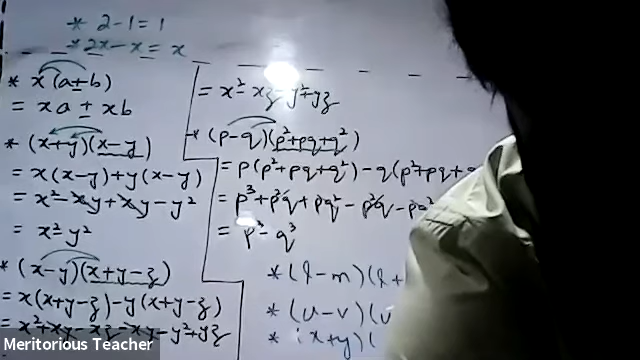 * 2-1=1
* 2x-x=x
* x(a±b)
= xa ± xb
* (x+y)(x-y)
= x(x-y)+y(x-y)
= x²-xy+xy-y²
= x²-y²
* (x-y)(x+y-z)
= x(x+y-z)-y(x+y-z)
= x²+xy-xz-xy-y²+yz
= x²-xz-y²+yz
* (p-q)(p²+pq+q²)
= p(p²+pq+q²)-q(p²+pq+
= p³+p²q+pq²-p²q-pq²
= p³-q³
* (l-m)(l+
* (u-v)(u
* (x+y)(
Meritorious Teacher